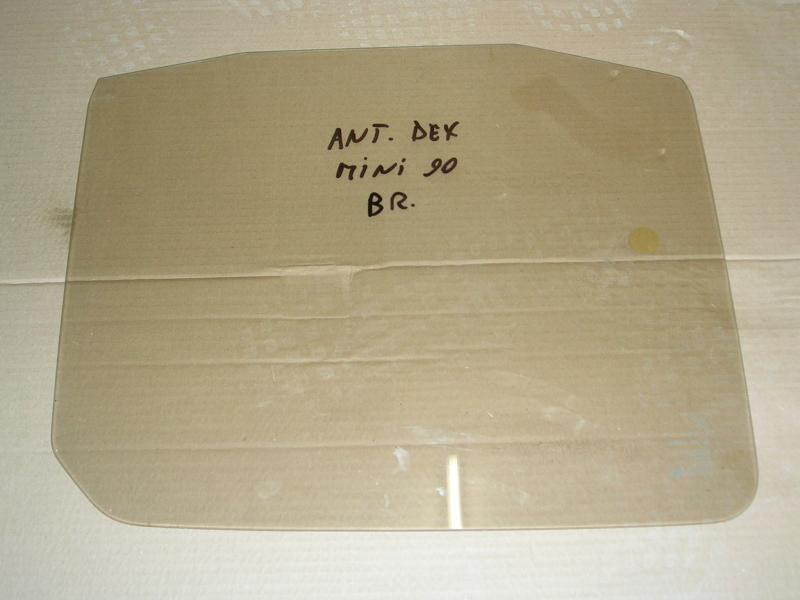 ANT. DEX
MiNi 90
BR.